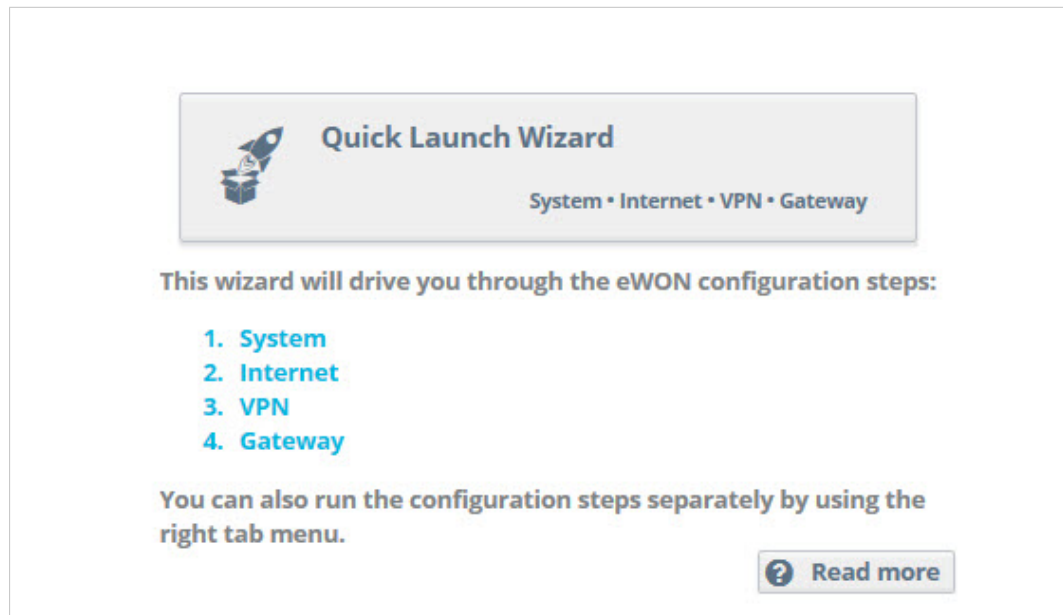 Quick Launch Wizard
System • Internet • VPN • Gateway
This wizard will drive you through the eWON configuration steps:
1. System
2. Internet
3. VPN
4. Gateway
You can also run the configuration steps separately by using the
right tab menu.
? Read more